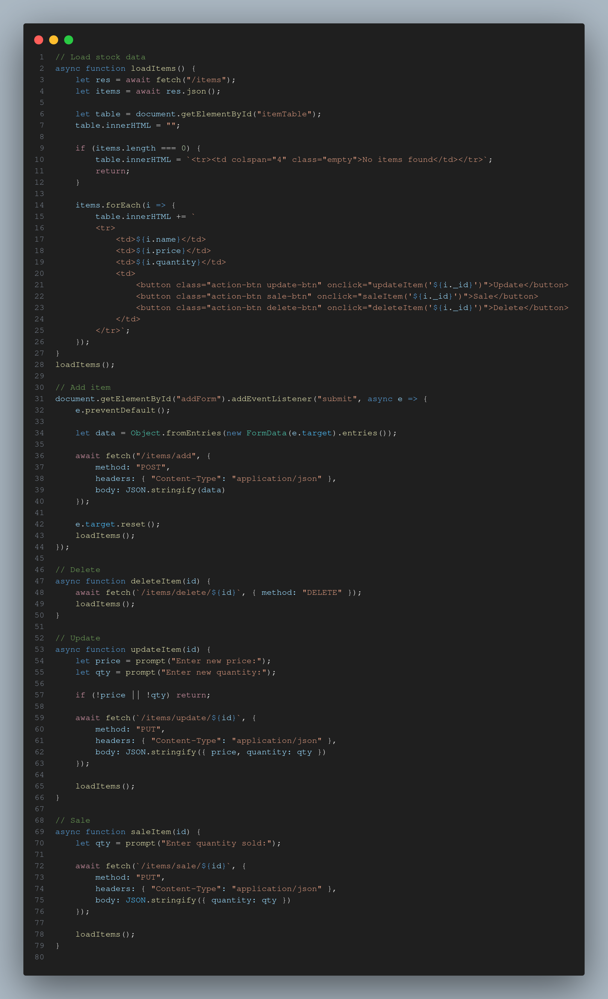 1 // Load stock data
2 async function loadItems() {
3     let res = await fetch("/items");
4     let items = await res.json();
5
6     let table = document.getElementById("itemTable");
7     table.innerHTML = "";
8
9     if (items.length === 0) {
10         table.innerHTML = `<tr><td colspan="4" class="empty">No items found</td></tr>`;
11         return;
12     }
13
14     items.forEach(i => {
15         table.innerHTML += `
16         <tr>
17             <td>${i.name}</td>
18             <td>${i.price}</td>
19             <td>${i.quantity}</td>
20             <td>
21                 <button class="action-btn update-btn" onclick="updateItem('${i._id}')">Update</button>
22                 <button class="action-btn sale-btn" onclick="saleItem('${i._id}')">Sale</button>
23                 <button class="action-btn delete-btn" onclick="deleteItem('${i._id}')">Delete</button>
24             </td>
25         </tr>`;
26     });
27 }
28 loadItems();
29
30 // Add item
31 document.getElementById("addForm").addEventListener("submit", async e => {
32     e.preventDefault();
33
34     let data = Object.fromEntries(new FormData(e.target).entries());
35
36     await fetch("/items/add", {
37         method: "POST",
38         headers: { "Content-Type": "application/json" },
39         body: JSON.stringify(data)
40     });
41
42     e.target.reset();
43     loadItems();
44 });
45
46 // Delete
47 async function deleteItem(id) {
48     await fetch(`/items/delete/${id}`, { method: "DELETE" });
49     loadItems();
50 }
51
52 // Update
53 async function updateItem(id) {
54     let price = prompt("Enter new price:");
55     let qty = prompt("Enter new quantity:");
56
57     if (!price || !qty) return;
58
59     await fetch(`/items/update/${id}`, {
60         method: "PUT",
61         headers: { "Content-Type": "application/json" },
62         body: JSON.stringify({ price, quantity: qty })
63     });
64
65     loadItems();
66 }
67
68 // Sale
69 async function saleItem(id) {
70     let qty = prompt("Enter quantity sold:");
71
72     await fetch(`/items/sale/${id}`, {
73         method: "PUT",
74         headers: { "Content-Type": "application/json" },
75         body: JSON.stringify({ quantity: qty })
76     });
77
78     loadItems();
79 }
80